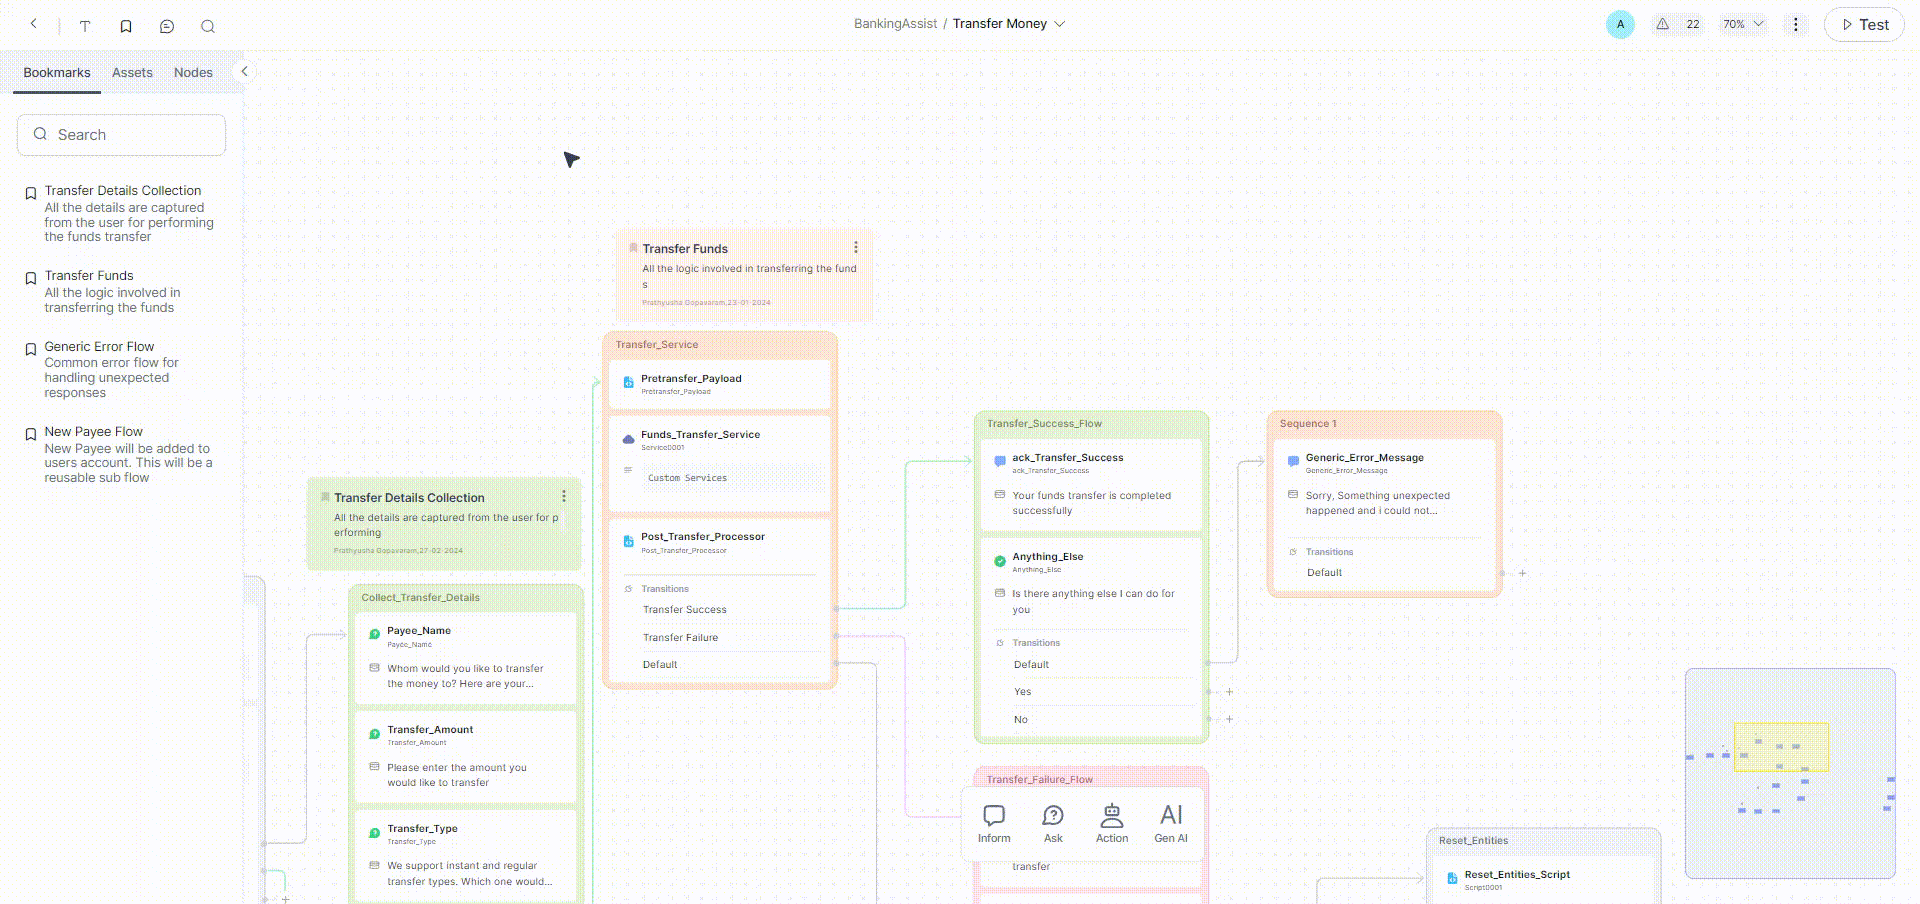 BankingAssist / Transfer Money
A
22
70%
Test
Bookmarks
Assets
Nodes
Search
Transfer Details Collection
All the details are captured
from the user for performing
the funds transfer
Transfer Funds
All the logic involved in
transferring the funds
Generic Error Flow
Common error flow for
handling unexpected
responses
New Payee Flow
New Payee will be added to
users account. This will be a
reusable sub flow
Transfer Details Collection
All the details are captured from the user for p
erforming
Prathyusha Gopavaram,27-02-2024
Collect_Transfer_Details
Payee_Name
Payee_Name
Whom would you like to transfer
the money to? Here are your...
Transfer_Amount
Transfer_Amount
Please enter the amount you
would like to transfer
Transfer_Type
Transfer_Type
We support instant and regular
transfer types. Which one would...
Transfer Funds
All the logic involved in transferring the fund
s
Prathyusha Gopavaram,23-01-2024
Transfer_Service
Pretransfer_Payload
Pretransfer_Payload
Funds_Transfer_Service
Service0001
Custom Services
Post_Transfer_Processor
Post_Transfer_Processor
Transitions
Transfer Success
Transfer Failure
Default
Transfer_Success_Flow
ack_Transfer_Success
ack_Transfer_Success
Your funds transfer is completed
successfully
Anything_Else
Anything_Else
Is there anything else I can do for
you
Transitions
Default
Yes
No
Sequence 1
Generic_Error_Message
Generic_Error_Message
Sorry, Something unexpected
happened and i could not...
Transitions
Default
Transfer_Failure_Flow
Inform
Ask
Action
AI
Gen AI
transfer
Reset_Entities
Reset_Entities_Script
Script0001